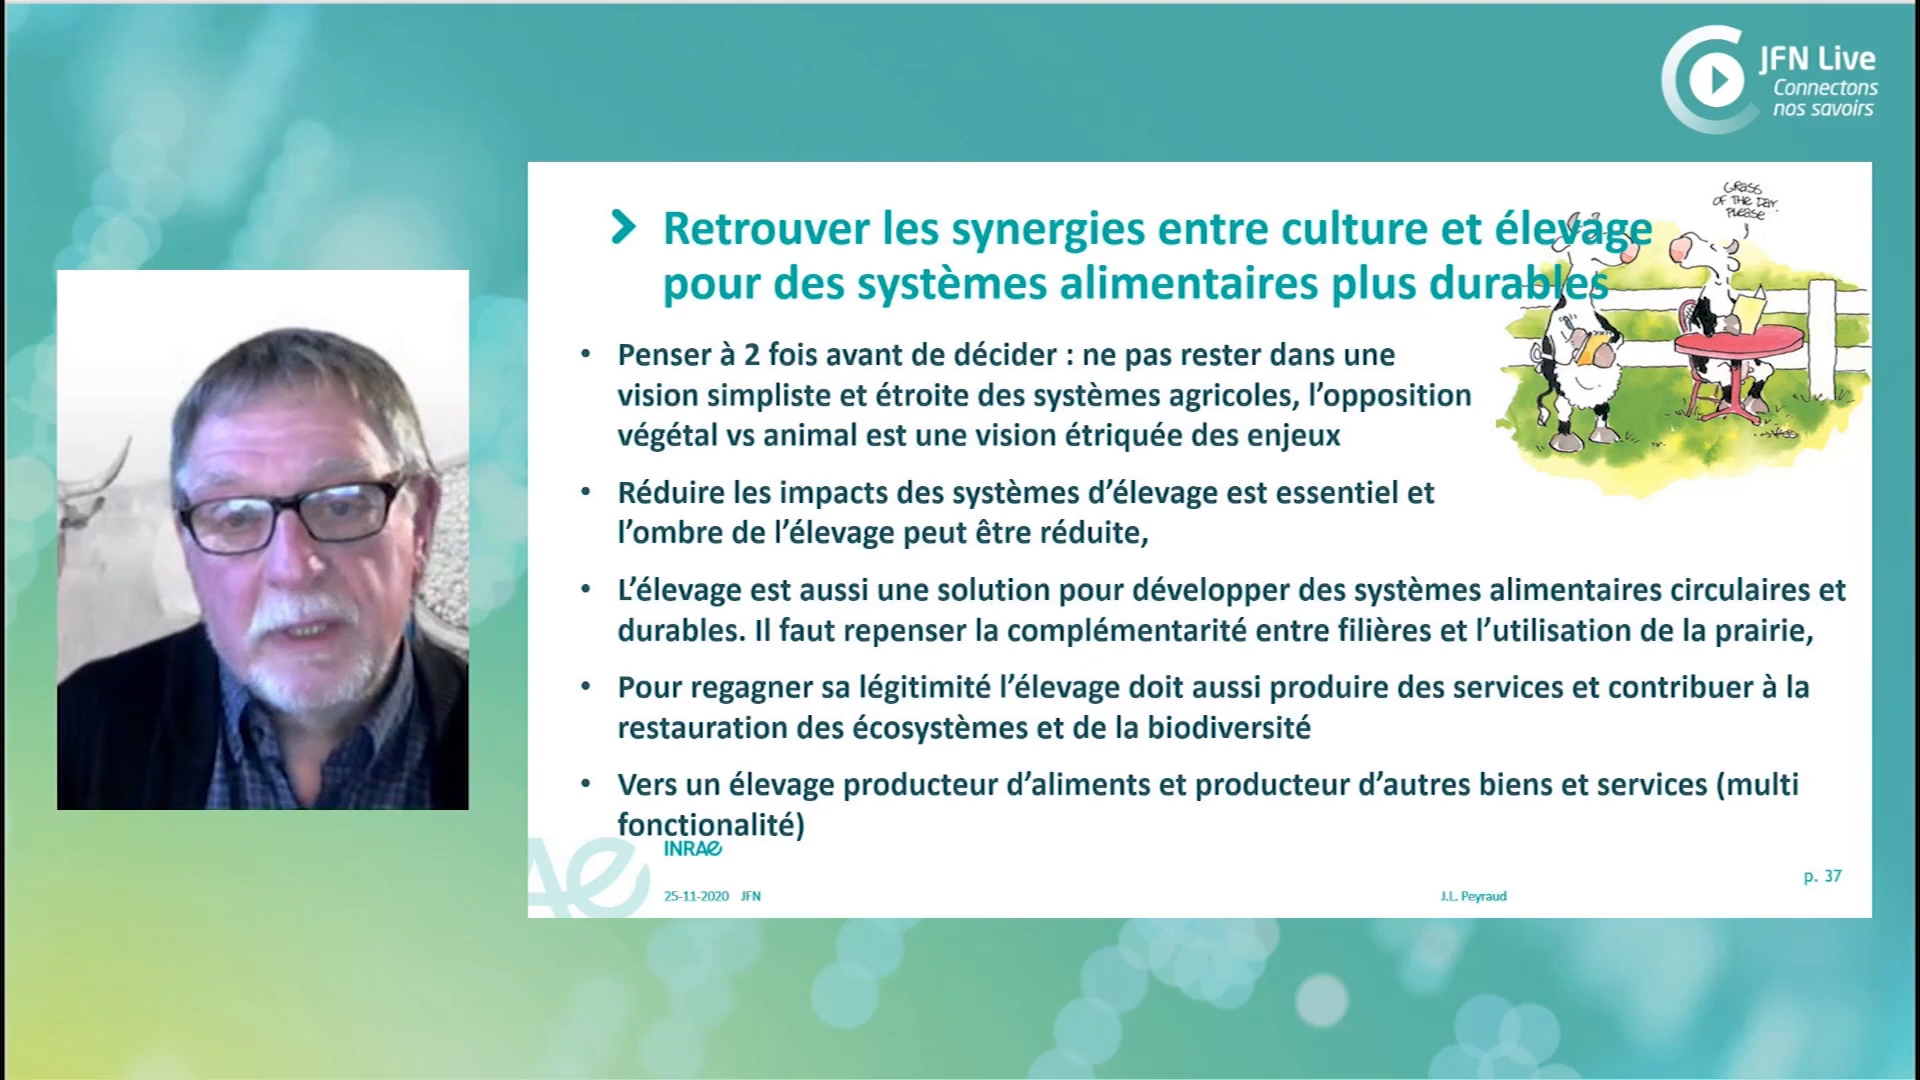 JFN Live
Connectons
nos savoirs
GRASS
OF THE DAY
PLEASE
Retrouver les synergies entre culture et élevage
pour des systèmes alimentaires plus durables
• Penser à 2 fois avant de décider : ne pas rester dans une
vision simpliste et étroite des systèmes agricoles, l’opposition
végétal vs animal est une vision étriquée des enjeux
• Réduire les impacts des systèmes d’élevage est essentiel et
l’ombre de l’élevage peut être réduite,
• L’élevage est aussi une solution pour développer des systèmes alimentaires circulaires et
durables. Il faut repenser la complémentarité entre filières et l’utilisation de la prairie,
• Pour regagner sa légitimité l’élevage doit aussi produire des services et contribuer à la
restauration des écosystèmes et de la biodiversité
• Vers un élevage producteur d’aliments et producteur d’autres biens et services (multi
fonctionalité)
INRAE
p. 37
25-11-2020 JFN
J.L. Peyraud